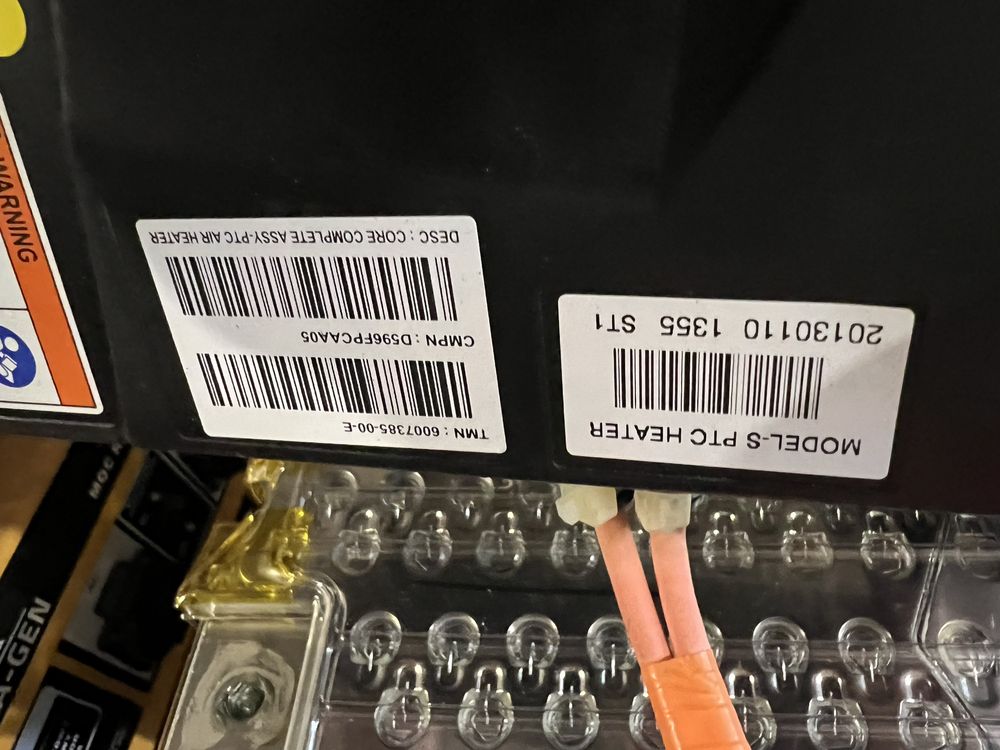 TMN : 6007385-00-E
CMPN : D596FPCAA05
DESC : CORE COMPLETE ASSY-PTC AIR HEATER
MODEL-S PTC HEATER
20130110 1355 ST1
WARNING
A-GEN